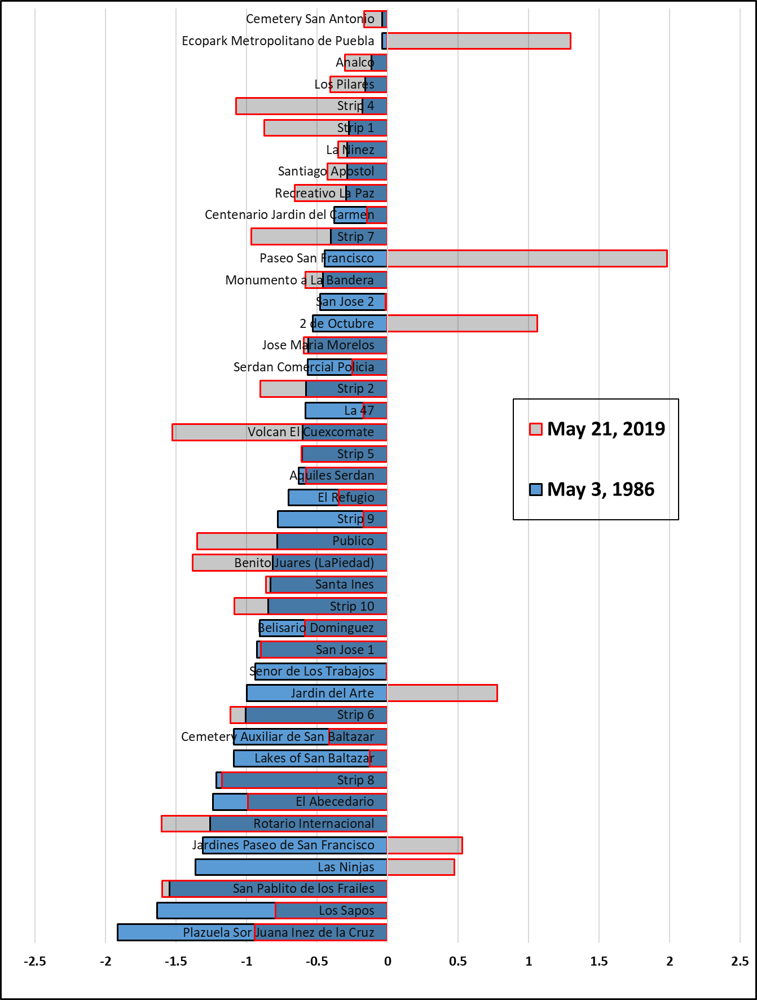 Cemetery San Antonio
Ecopark Metropolitano de Puebla
Analco
Los Pilares
Strip 4
Strip 1
La Ninez
Santiago Apostol
Recreativo La Paz
Centenario Jardin del Carmen
Strip 7
Paseo San Francisco
Monumento a La Bandera
San Jose 2
2 de Octubre
Jose Maria Morelos
Serdan Comercial Policia
Strip 2
La 47
Volcan El Cuexcomate
May 21, 2019
Strip 5
Aquiles Serdan
May 3, 1986
El Refugio
Strip 9
Publico
Benito Juares (LaPiedad)
Santa Ines
Strip 10
Belisario Dominguez
San Jose 1
Senor de Los Trabajos
Jardin del Arte
Strip 6
Cemetery Auxiliar de San Baltazar
Lakes of San Baltazar
Strip 8
El Abecedario
Rotario Internacional
Jardines Paseo de San Francisco
Las Ninjas
San Pablito de los Frailes
Los Sapos
Plazuela Sor Juana Inez de la Cruz
-2.5 -2 -1.5 -1 -0.5 0 0.5 1 1.5 2 2.5